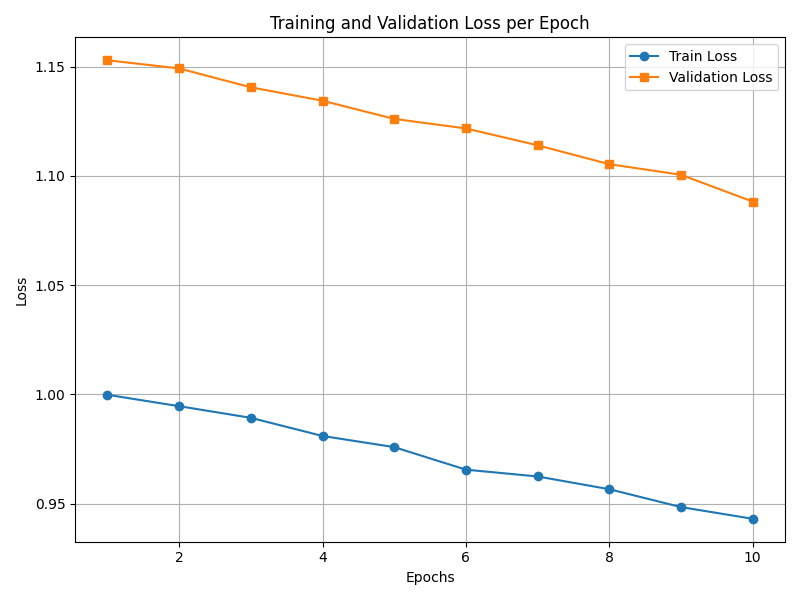 Training and Validation Loss per Epoch
Train Loss
Validation Loss
1.15
1.10
1.05
1.00
0.95
Loss
2
4
6
8
10
Epochs